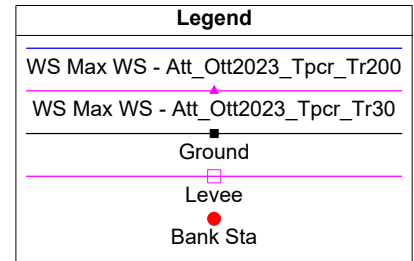 Legend
WS Max WS - Att_Ott2023_Tpcr_Tr200
WS Max WS - Att_Ott2023_Tpcr_Tr30
Ground
Levee
Bank Sta